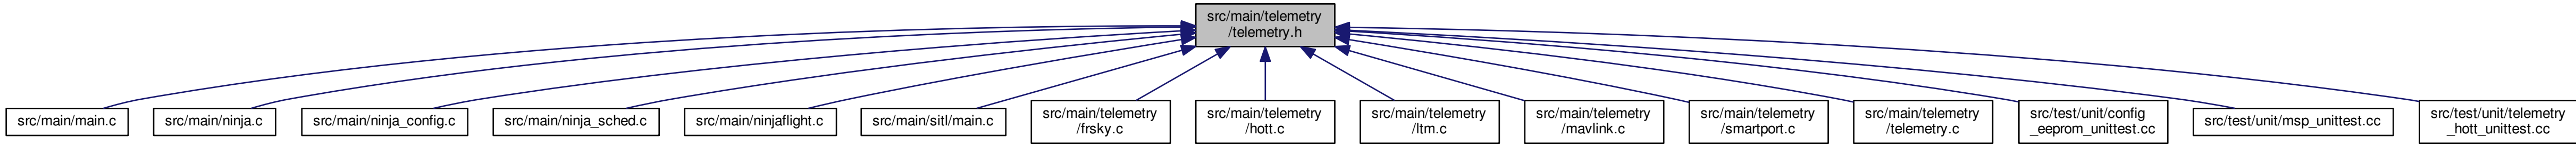 src/main/telemetry
/telemetry.h
src/main/main.c
src/main/ninja.c
src/main/ninja_config.c
src/main/ninja_sched.c
src/main/ninjaflight.c
src/main/sitl/main.c
src/main/telemetry
/frsky.c
src/main/telemetry
/hott.c
src/main/telemetry
/ltm.c
src/main/telemetry
/mavlink.c
src/main/telemetry
/smartport.c
src/main/telemetry
/telemetry.c
src/test/unit/config
_eeprom_unittest.cc
src/test/unit/msp_unittest.cc
src/test/unit/telemetry
_hott_unittest.cc